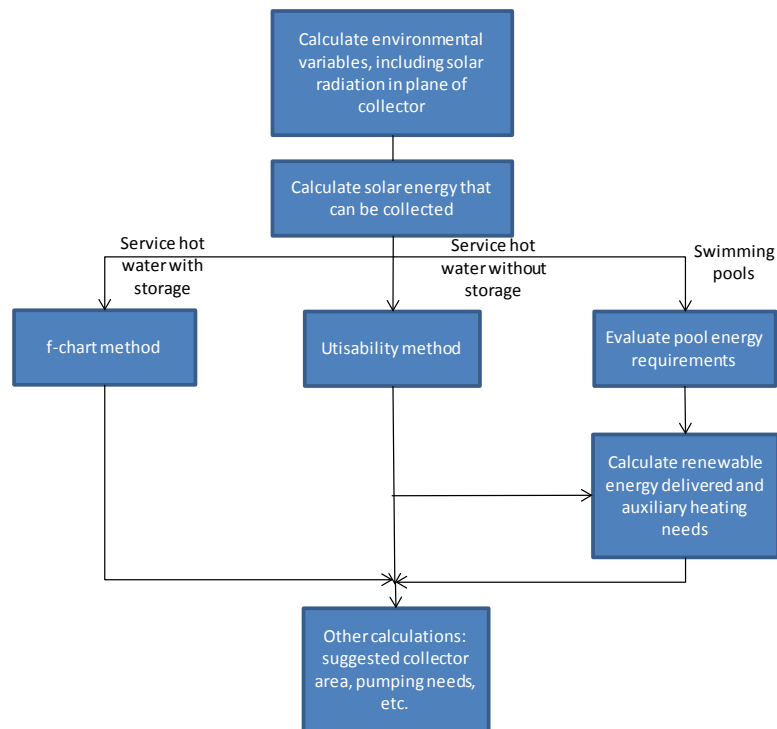 Calculate environmental
variables, including solar
radiation in plane of
collector
Calculate solar energy that
can be collected
Service hot
water with
storage
Service hot
water without
storage
Swimming
pools
f-chart method
Utisability method
Evaluate pool energy
requirements
Calculate renewable
energy delivered and
auxiliary heating
needs
Other calculations:
suggested collector
area, pumping needs,
etc.